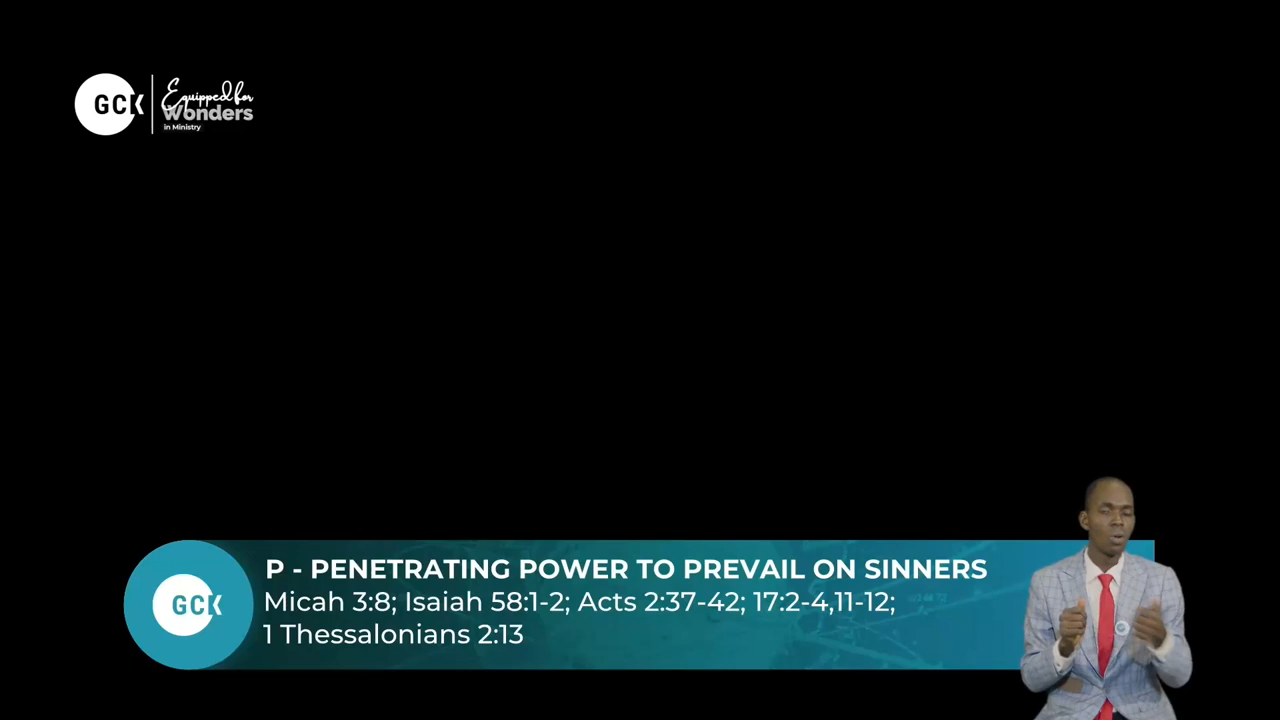 GCK
Equipped for
Wonders
in Ministry
P - PENETRATING POWER TO PREVAIL ON SINNERS
Micah 3:8; Isaiah 58:1-2; Acts 2:37-42; 17:2-4,11-12;
1 Thessalonians 2:13
GCK